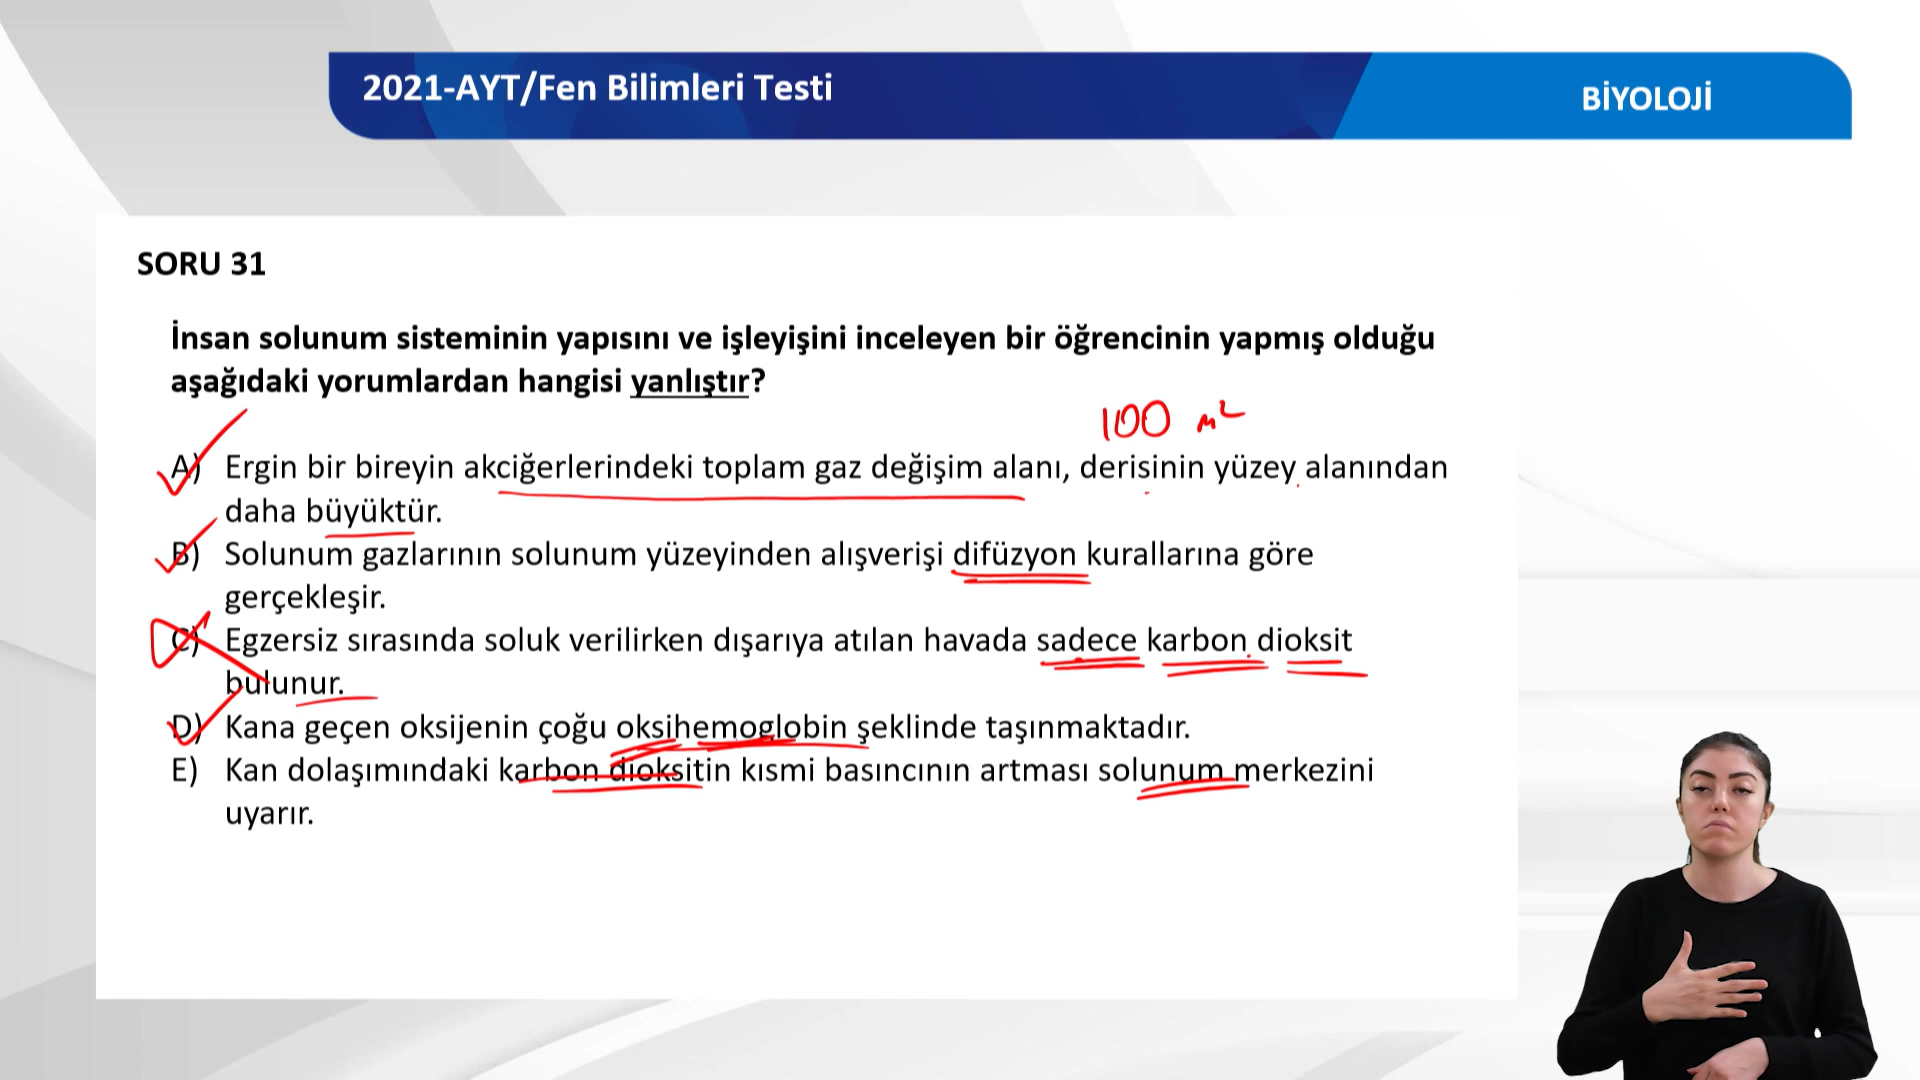 2021-AYT/Fen Bilimleri Testi
BİYOLOJİ
SORU 31
İnsan solunum sisteminin yapısını ve işleyişini inceleyen bir öğrencinin yapmış olduğu
aşağıdaki yorumlardan hangisi yanlıştır?
100 m²
A) Ergin bir bireyin akciğerlerindeki toplam gaz değişim alanı, derisinin yüzey alanından
daha büyüktür.
B) Solunum gazlarının solunum yüzeyinden alışverişi difüzyon kurallarına göre
gerçekleşir.
C) Egzersiz sırasında soluk verilirken dışarıya atılan havada sadece karbon dioksit
bulunur.
D) Kana geçen oksijenin çoğu oksihemoglobin şeklinde taşınmaktadır.
E) Kan dolaşımındaki karbon dioksitin kısmi basıncının artması solunum merkezini
uyarır.